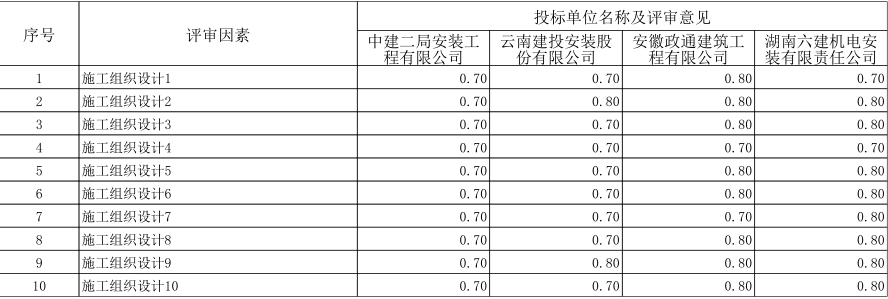 序号 评审因素 投标单位名称及评审意见
中建二局安装工程有限公司 云南建投安装股份有限公司 安徽政通建筑工程有限公司 湖南六建机电安装有限责任公司
1 施工组织设计1 0.70 0.70 0.80 0.70
2 施工组织设计2 0.70 0.80 0.80 0.80
3 施工组织设计3 0.70 0.70 0.80 0.80
4 施工组织设计4 0.70 0.70 0.70 0.70
5 施工组织设计5 0.70 0.70 0.80 0.80
6 施工组织设计6 0.70 0.70 0.80 0.80
7 施工组织设计7 0.70 0.70 0.70 0.80
8 施工组织设计8 0.70 0.70 0.80 0.80
9 施工组织设计9 0.70 0.80 0.80 0.80
10 施工组织设计10 0.70 0.70 0.80 0.80